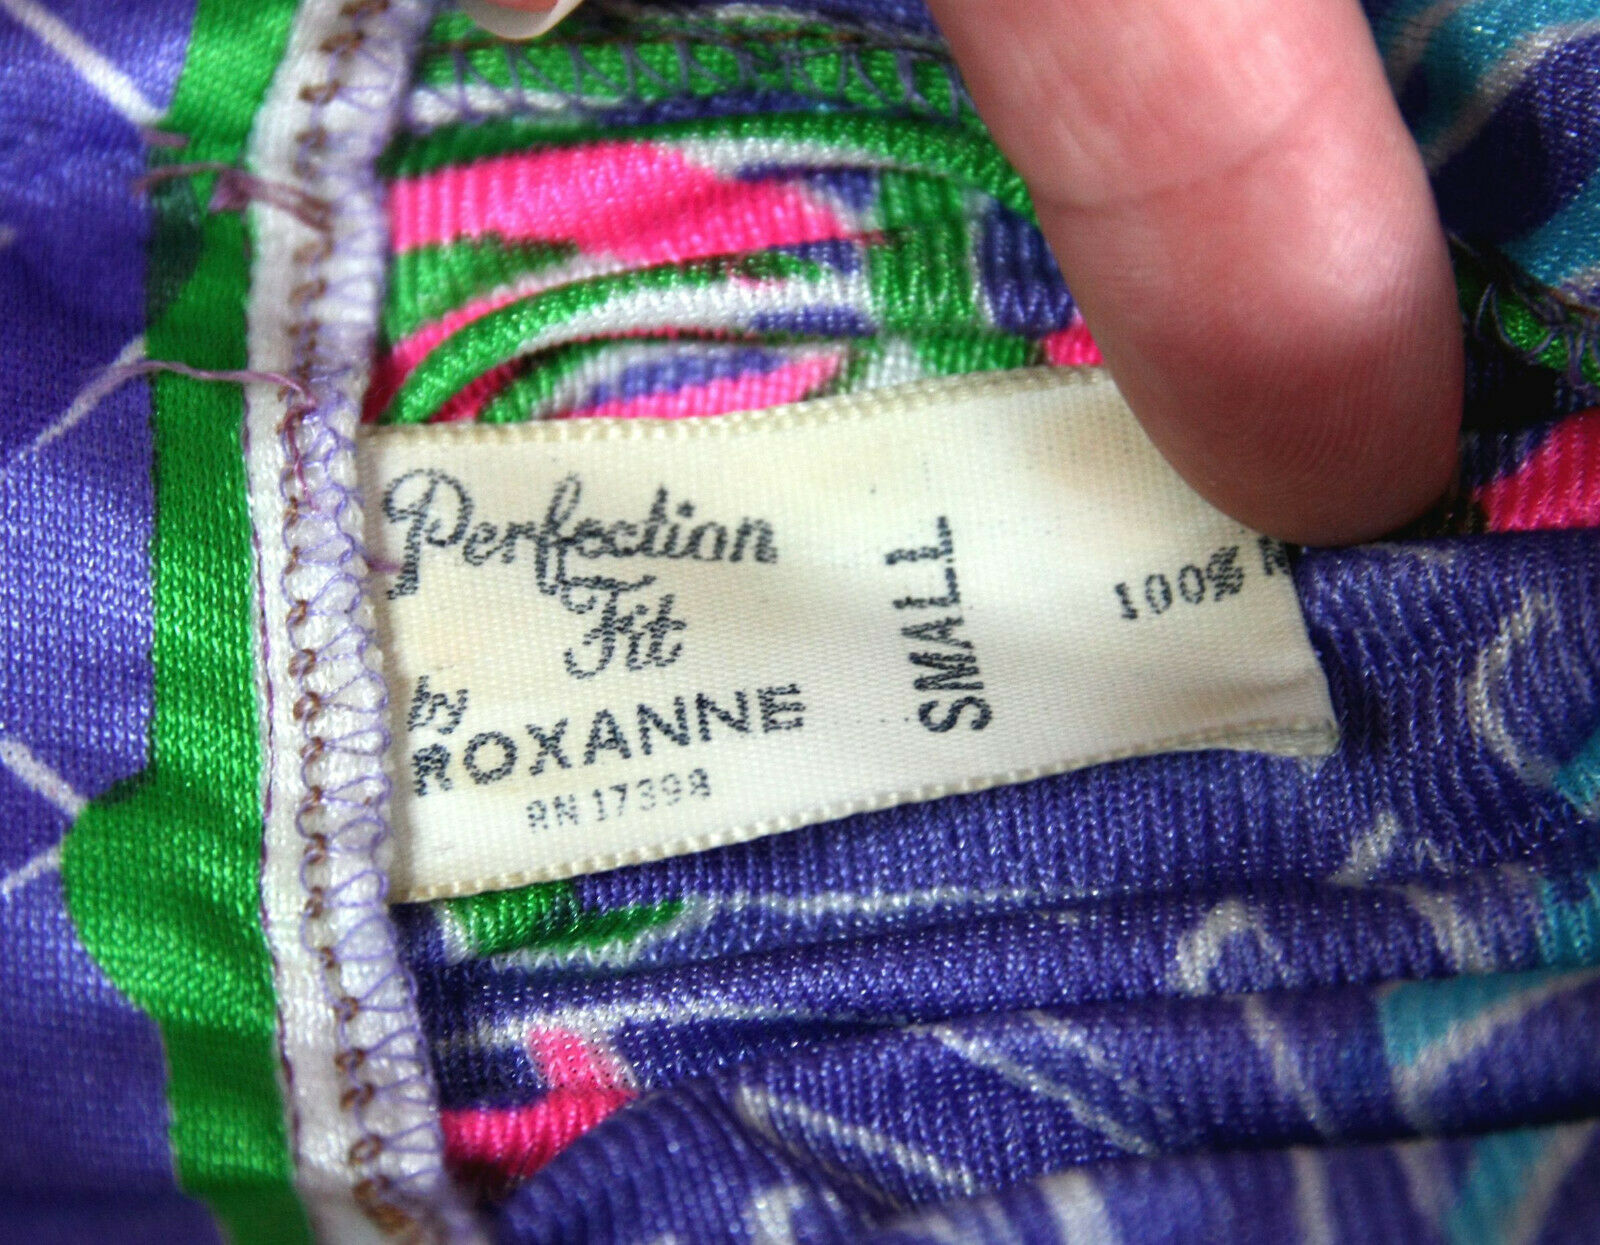 Perfection
Fit
BY
ROXANNE
RN 17398
SMALL
100%